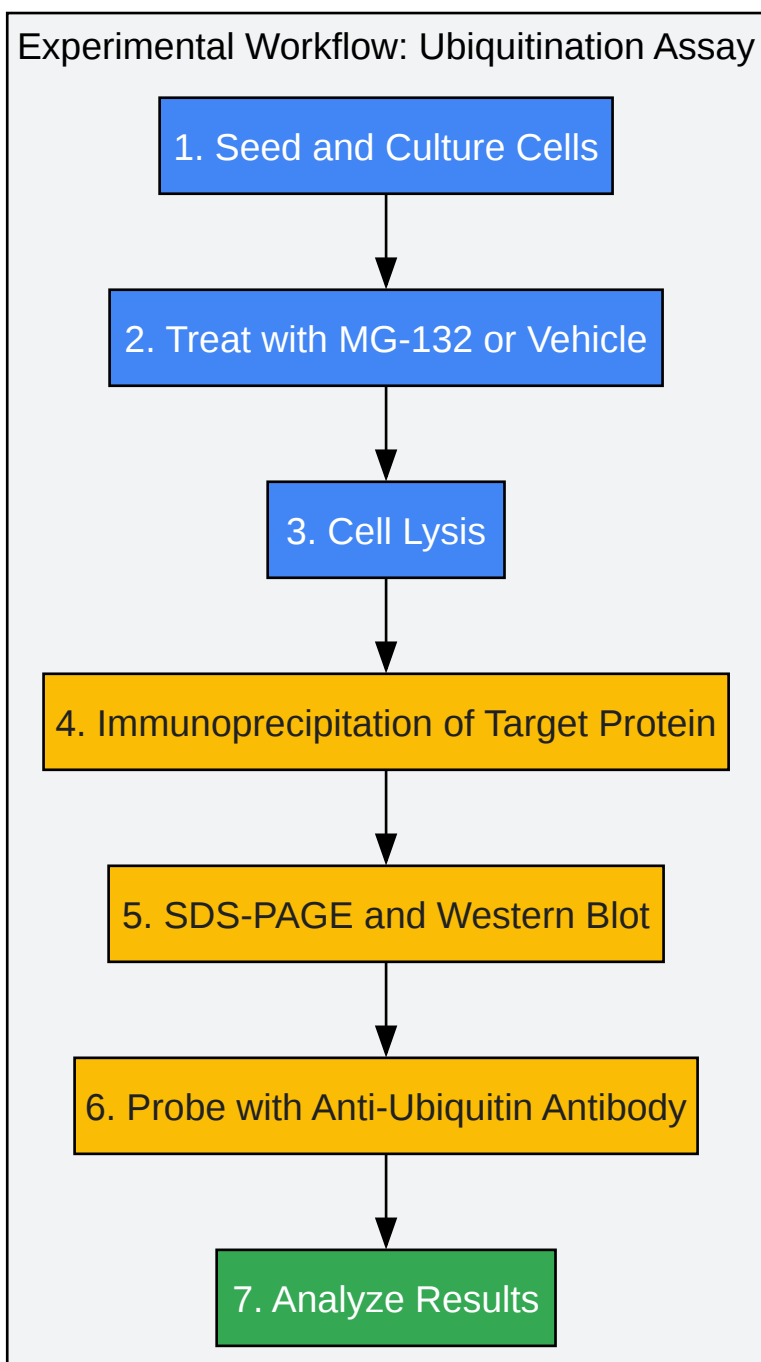 Experimental Workflow: Ubiquitination Assay
1. Seed and Culture Cells
2. Treat with MG-132 or Vehicle
3. Cell Lysis
4. Immunoprecipitation of Target Protein
5. SDS-PAGE and Western Blot
6. Probe with Anti-Ubiquitin Antibody
7. Analyze Results